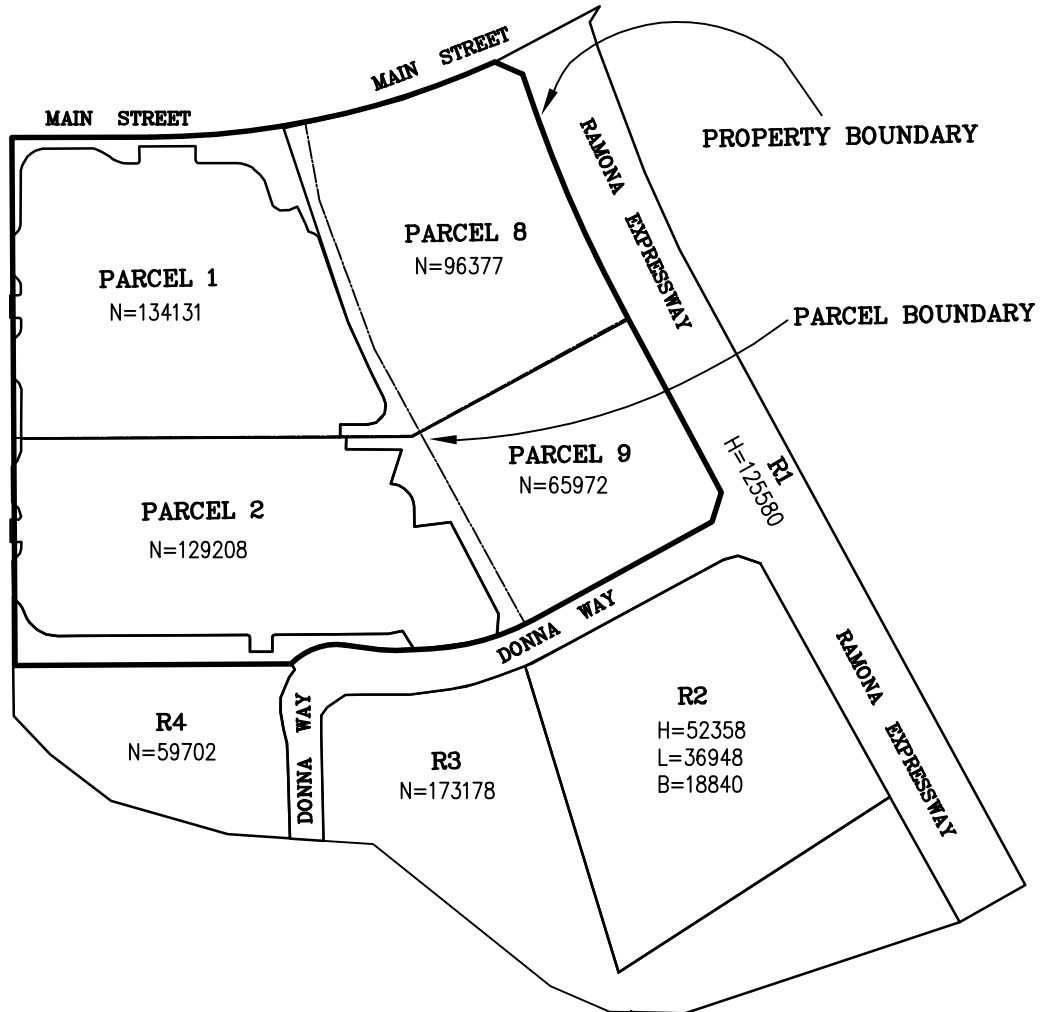 MAIN STREET
MAIN STREET
PROPERTY BOUNDARY
RAMONA EXPRESSWAY
PARCEL 8
N=96377
PARCEL 1
N=134131
PARCEL BOUNDARY
PARCEL 9
N=65972
R1
H=125580
PARCEL 2
N=129208
DONNA WAY
RAMONA EXPRESSWAY
R2
H=52358
L=36948
B=18840
R4
N=59702
DONNA WAY
R3
N=173178